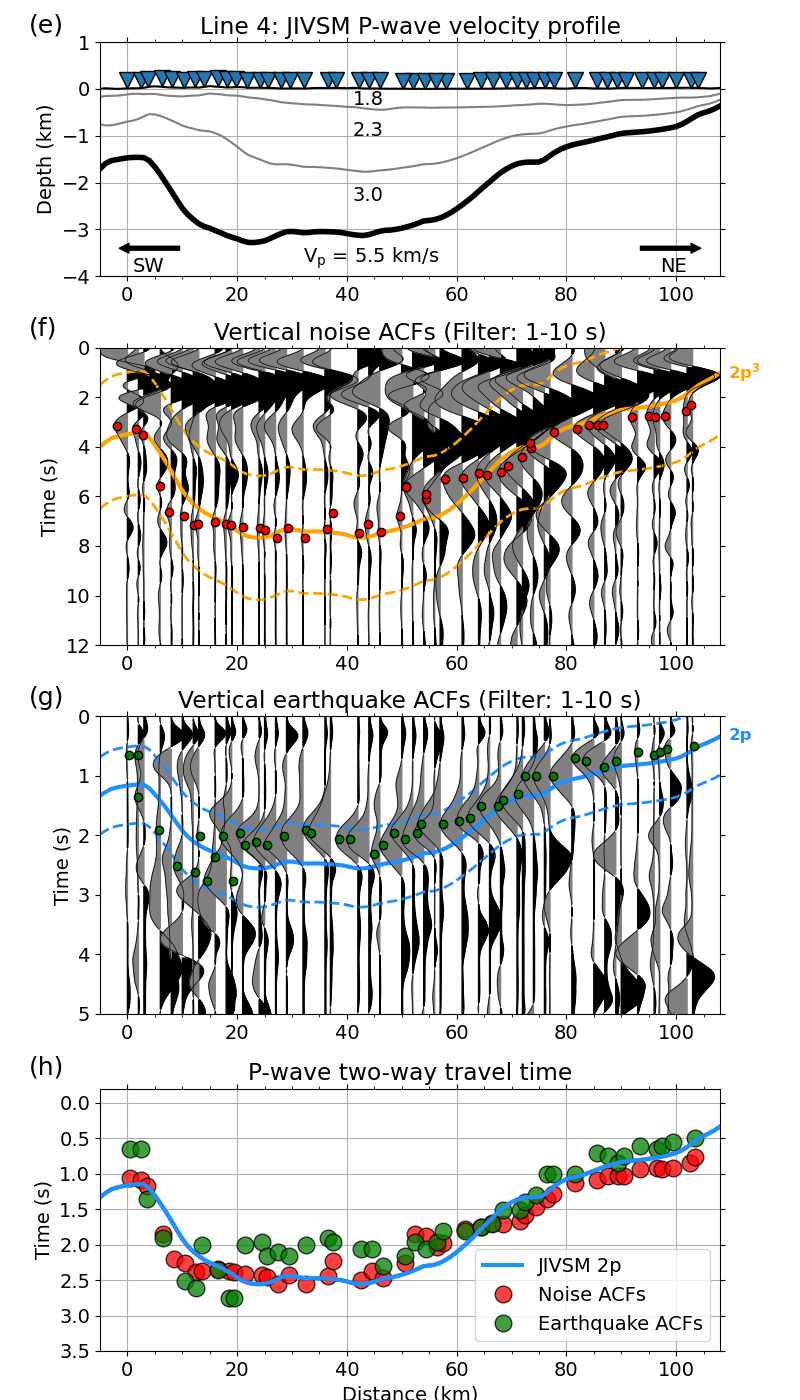 (e)
Line 4: JIVSM P-wave velocity profile
1
0
−1
−2
−3
−4
Depth (km)
1.8
2.3
3.0
Vp = 5.5 km/s
SW
NE
0 20 40 60 80 100
(f)
Vertical noise ACFs (Filter: 1-10 s)
0
2
4
6
8
10
12
Time (s)
2p³
0 20 40 60 80 100
(g)
Vertical earthquake ACFs (Filter: 1-10 s)
0
1
2
3
4
5
Time (s)
2p
0 20 40 60 80 100
(h)
P-wave two-way travel time
0.0
0.5
1.0
1.5
2.0
2.5
3.0
3.5
Time (s)
JIVSM 2p
Noise ACFs
Earthquake ACFs
0 20 40 60 80 100
Distance (km)